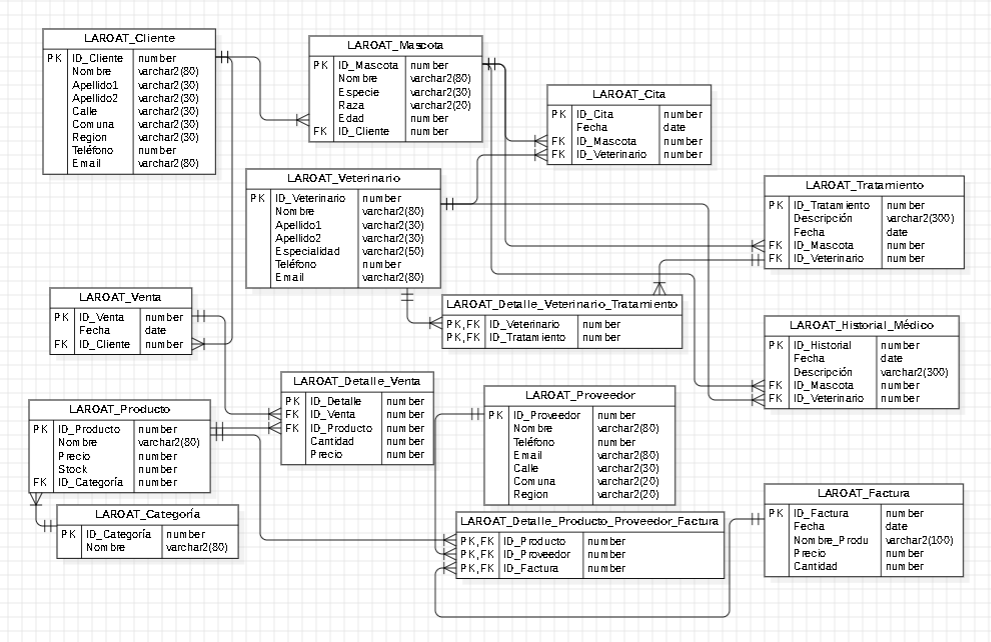 LAROAT_Cliente
PK ID_Cliente number
Nombre varchar2(80)
Apellido1 varchar2(30)
Apellido2 varchar2(30)
Calle varchar2(30)
Comuna varchar2(30)
Region varchar2(30)
Teléfono number
Email varchar2(80)
LAROAT_Mascota
PK ID_Mascota number
Nombre varchar2(80)
Especie varchar2(30)
Raza varchar2(20)
Edad number
FK ID_Cliente number
LAROAT_Cita
PK ID_Cita number
Fecha date
FK ID_Mascota number
FK ID_Veterinario number
LAROAT_Veterinario
PK ID_Veterinario number
Nombre varchar2(80)
Apellido1 varchar2(30)
Apellido2 varchar2(30)
Especialidad varchar2(50)
Teléfono number
Email varchar2(80)
LAROAT_Tratamiento
PK ID_Tratamiento number
Descripción varchar2(300)
Fecha date
FK ID_Mascota number
FK ID_Veterinario number
LAROAT_Venta
PK ID_Venta number
Fecha date
FK ID_Cliente number
LAROAT_Detalle_Veterinario_Tratamiento
PK,FK ID_Veterinario number
PK,FK ID_Tratamiento number
LAROAT_Historial_Médico
PK ID_Historial number
Fecha date
Descripción varchar2(300)
FK ID_Mascota number
FK ID_Veterinario number
LAROAT_Detalle_Venta
PK ID_Detalle number
FK ID_Venta number
FK ID_Producto number
Cantidad number
Precio number
LAROAT_Producto
PK ID_Producto number
Nombre varchar2(80)
Precio number
Stock number
FK ID_Categoría number
LAROAT_Proveedor
PK ID_Proveedor number
Nombre varchar2(80)
Teléfono number
Email varchar2(80)
Calle varchar2(30)
Comuna varchar2(20)
Region varchar2(20)
LAROAT_Categoría
PK ID_Categoría number
Nombre varchar2(80)
LAROAT_Detalle_Producto_Proveedor_Factura
PK,FK ID_Producto number
PK,FK ID_Proveedor number
PK,FK ID_Factura number
LAROAT_Factura
PK ID_Factura number
Fecha date
Nombre_Produ varchar2(100)
Precio number
Cantidad number